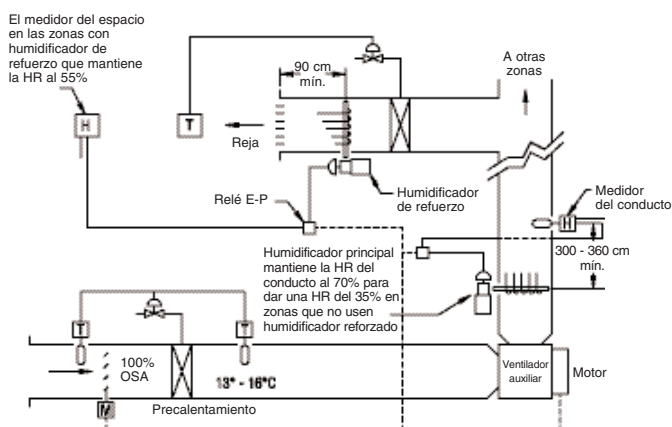 El medidor del espacio
en las zonas con
humidificador de
refuerzo que mantiene
la HR al 55%
90 cm
mín.
A otras
zonas
H
T
Reja
Relé E-P
Humidificador
de refuerzo
Medidor
del conducto
H
300 - 360 cm
mín.
Humidificador principal
mantiene la HR del
conducto al 70% para
dar una HR del 35% en
zonas que no usen
humidificador reforzado
T
T
100%
OSA
13° - 16°C
Ventilador
auxiliar
Motor
M
Precalentamiento